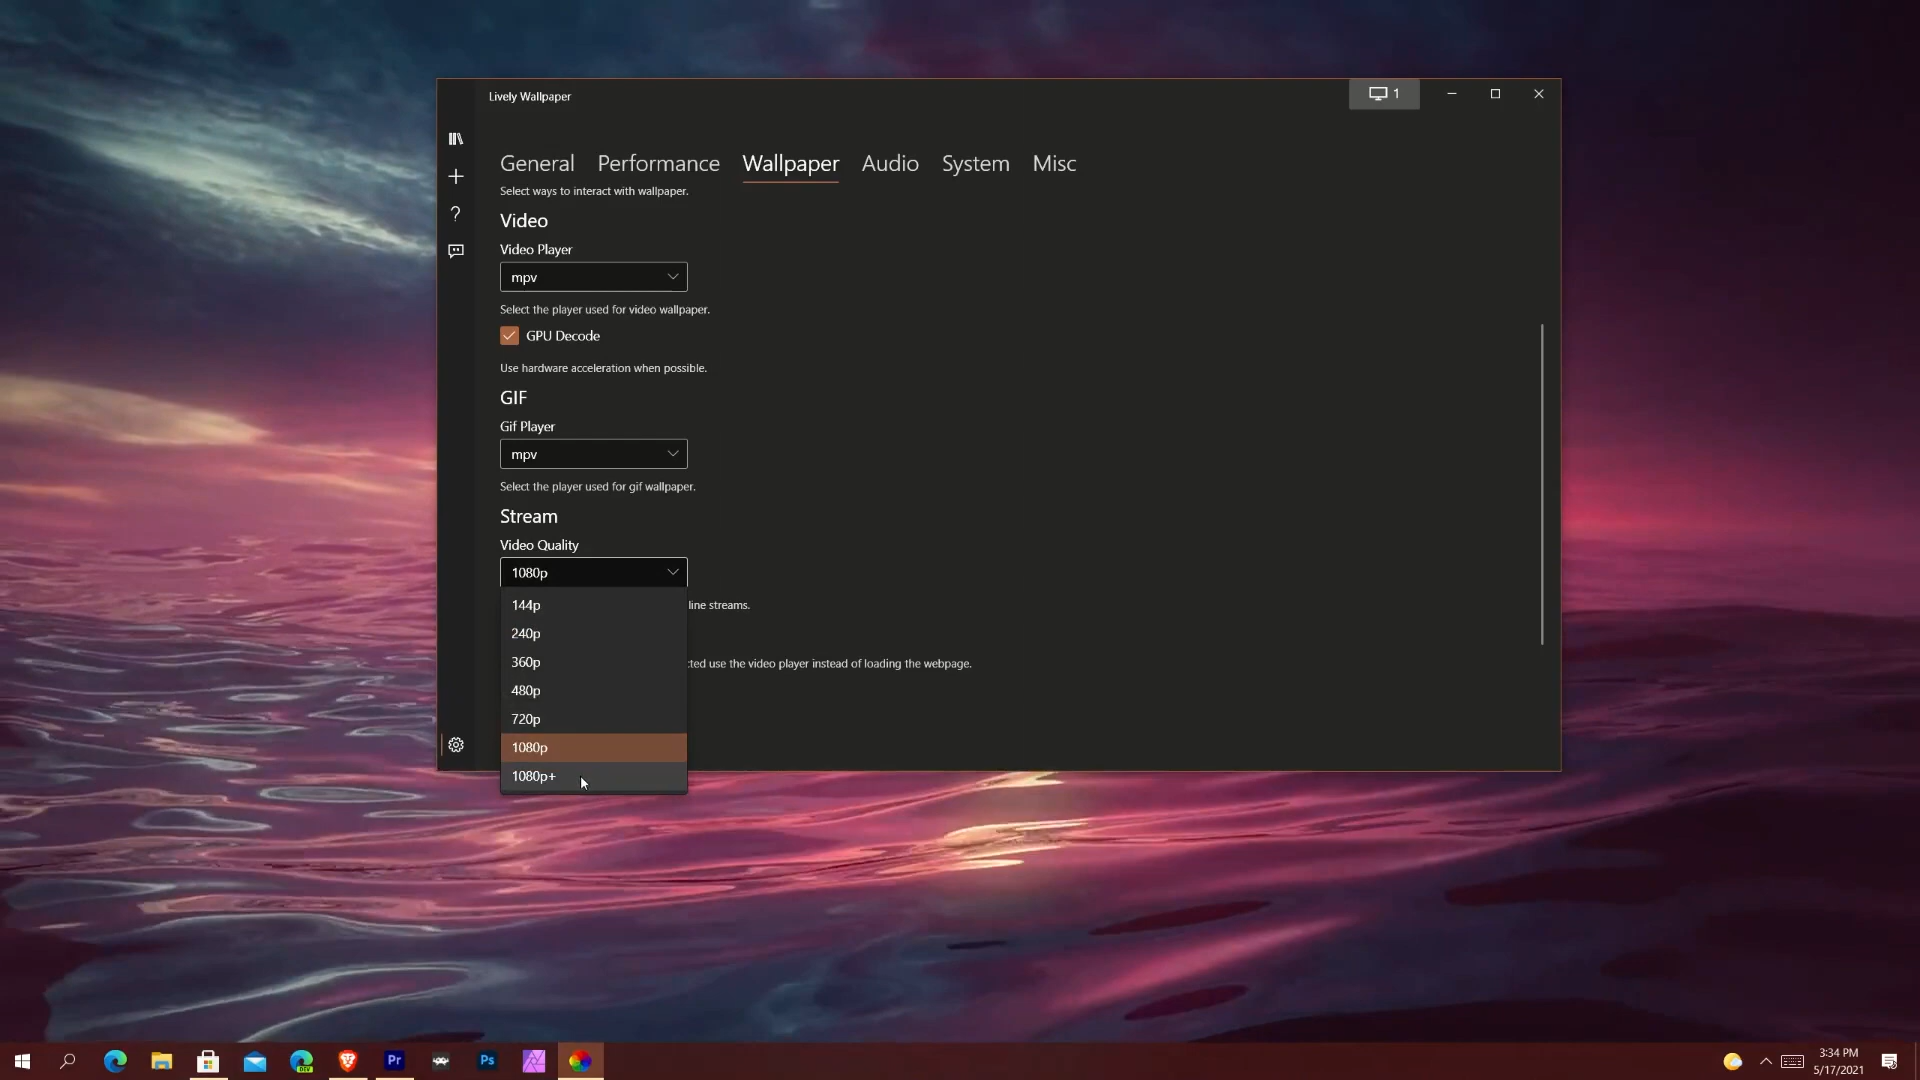 Lively Wallpaper
1
General Performance Wallpaper Audio System Misc
Select ways to interact with wallpaper.
Video
Video Player
mpv
Select the player used for video wallpaper.
GPU Decode
Use hardware acceleration when possible.
GIF
Gif Player
mpv
Select the player used for gif wallpaper.
Stream
Video Quality
1080p
144p
line streams.
240p
360p
cted use the video player instead of loading the webpage.
480p
720p
1080p
1080p+
DEV
Pr
Ps
3:34 PM
5/17/2021